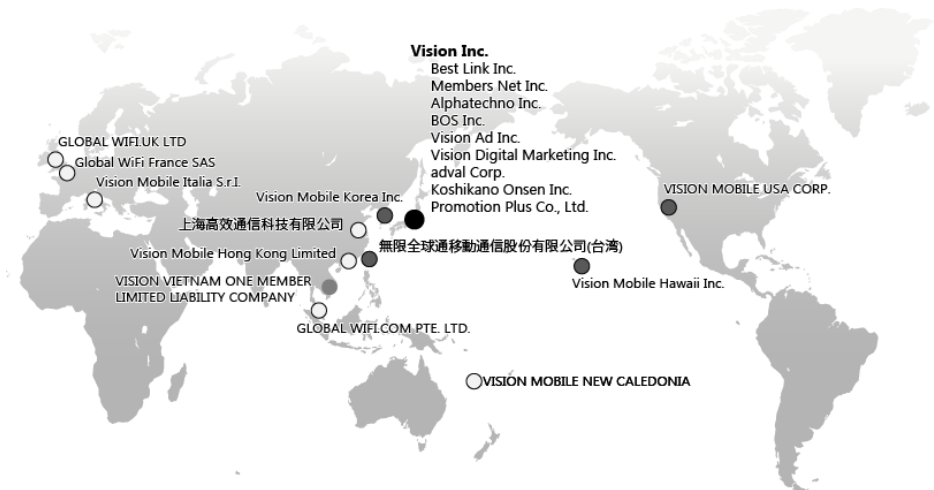 Vision Inc.
Best Link Inc.
Members Net Inc.
Alphatechno Inc.
BOS Inc.
Vision Ad Inc.
Vision Digital Marketing Inc.
adval Corp.
Koshikano Onsen Inc.
Promotion Plus Co., Ltd.
GLOBAL WIFI.UK LTD
Global WiFi France SAS
Vision Mobile Italia S.r.l.
Vision Mobile Korea Inc.
上海高效通信科技有限公司
無限全球通移動通信股份有限公司(台湾)
Vision Mobile Hong Kong Limited
VISION VIETNAM ONE MEMBER
LIMITED LIABILITY COMPANY
GLOBAL WIFI.COM PTE. LTD.
VISION MOBILE USA CORP.
Vision Mobile Hawaii Inc.
VISION MOBILE NEW CALEDONIA